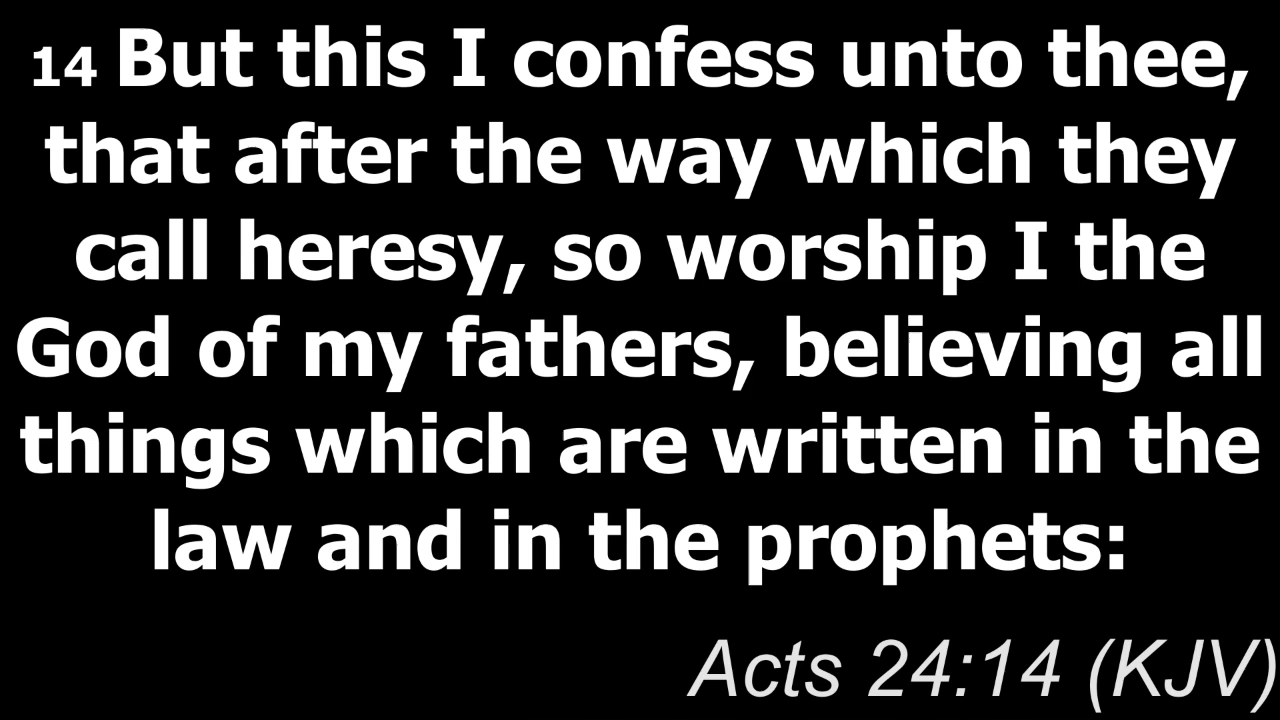 14 But this I confess unto thee,
that after the way which they
call heresy, so worship I the
God of my fathers, believing all
things which are written in the
law and in the prophets:
Acts 24:14 (KJV)